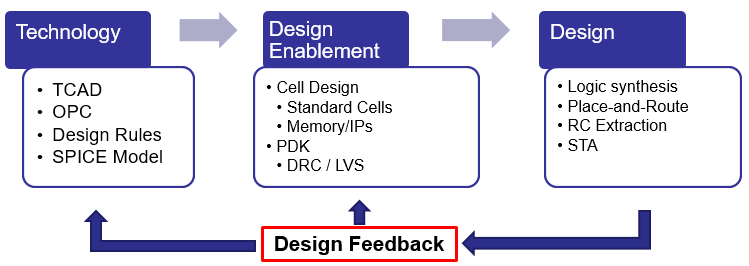 Technology
• TCAD
• OPC
• Design Rules
• SPICE Model
Design
Enablement
• Cell Design
• Standard Cells
• Memory/IPs
• PDK
• DRC / LVS
Design
• Logic synthesis
• Place-and-Route
• RC Extraction
• STA
Design Feedback